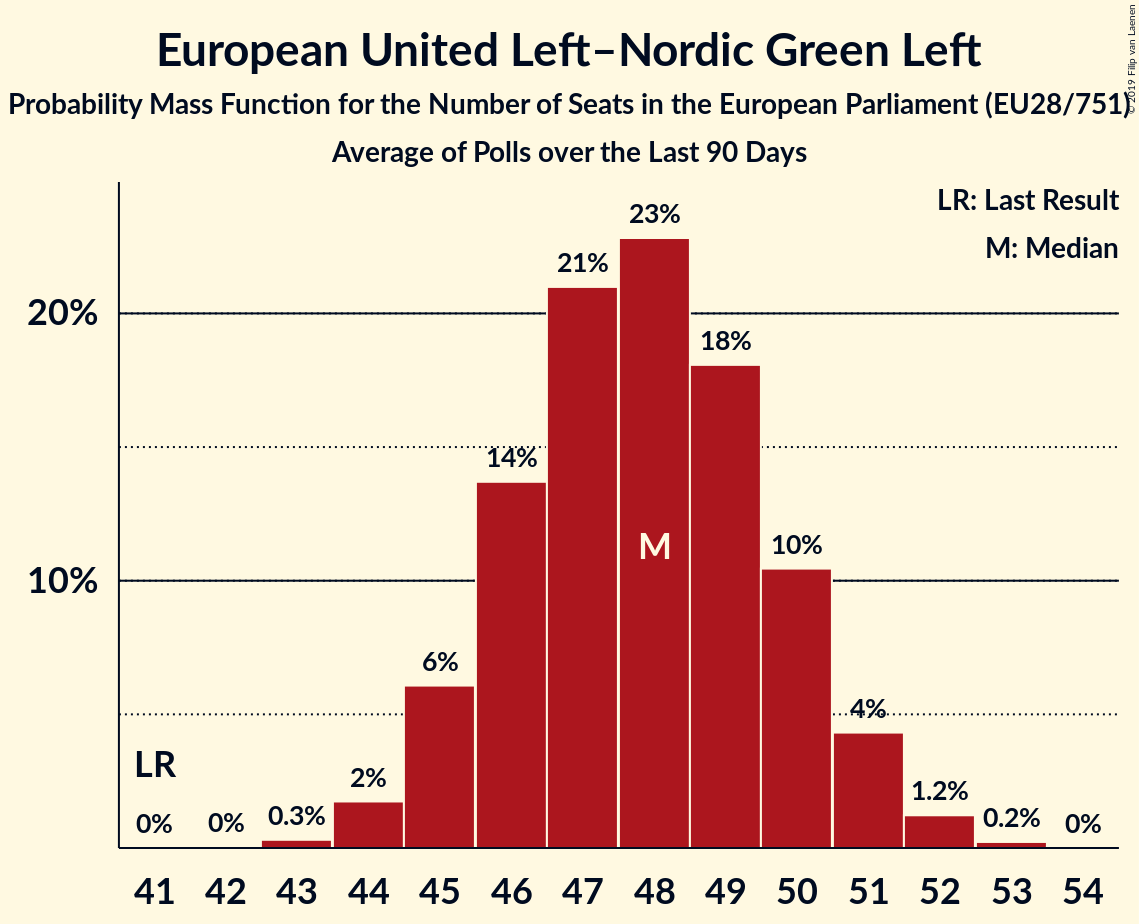 European United Left–Nordic Green Left
Probability Mass Function for the Number of Seats in the European Parliament (EU28/751)
Average of Polls over the Last 90 Days
© 2019 Filip van Laenen
LR: Last Result
M: Median
23%
21%
20%
18%
14%
M
10%
10%
6%
4%
LR
2%
1.2%
0%
0%
0.3%
0.2%
0%
41 42 43 44 45 46 47 48 49 50 51 52 53 54